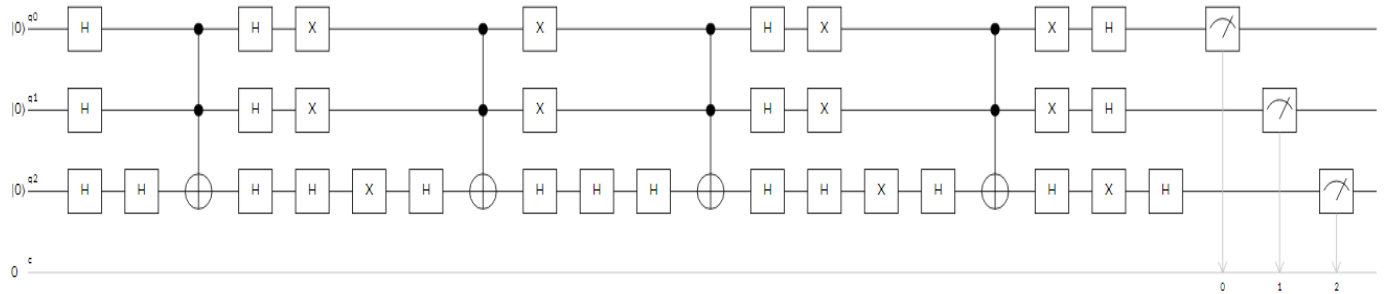 |0⟩ q0 H H X X H X X H
|0⟩ q1 H H X X H X X H
|0⟩ q2 H H H H X H H H H H H X H H X H
0 c
0 1 2